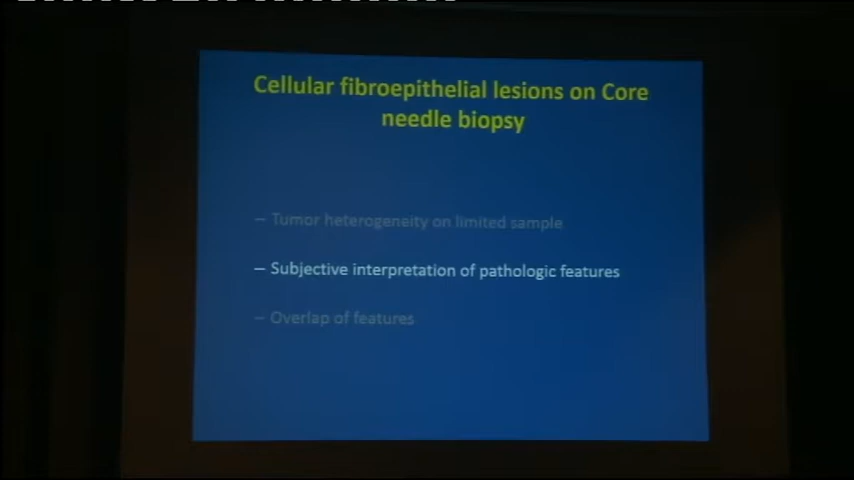 Cellular fibroepithelial lesions on Core
needle biopsy
– Tumor heterogeneity on limited sample
– Subjective interpretation of pathologic features
– Overlap of features